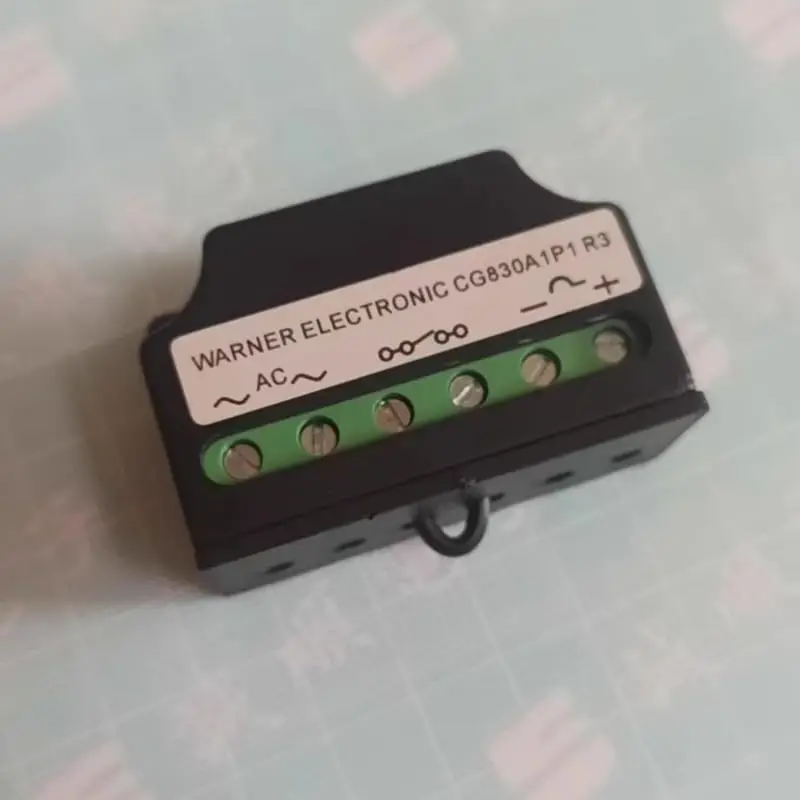 WARNER ELECTRONIC CG830A1P1 R3
~ AC ~
− +